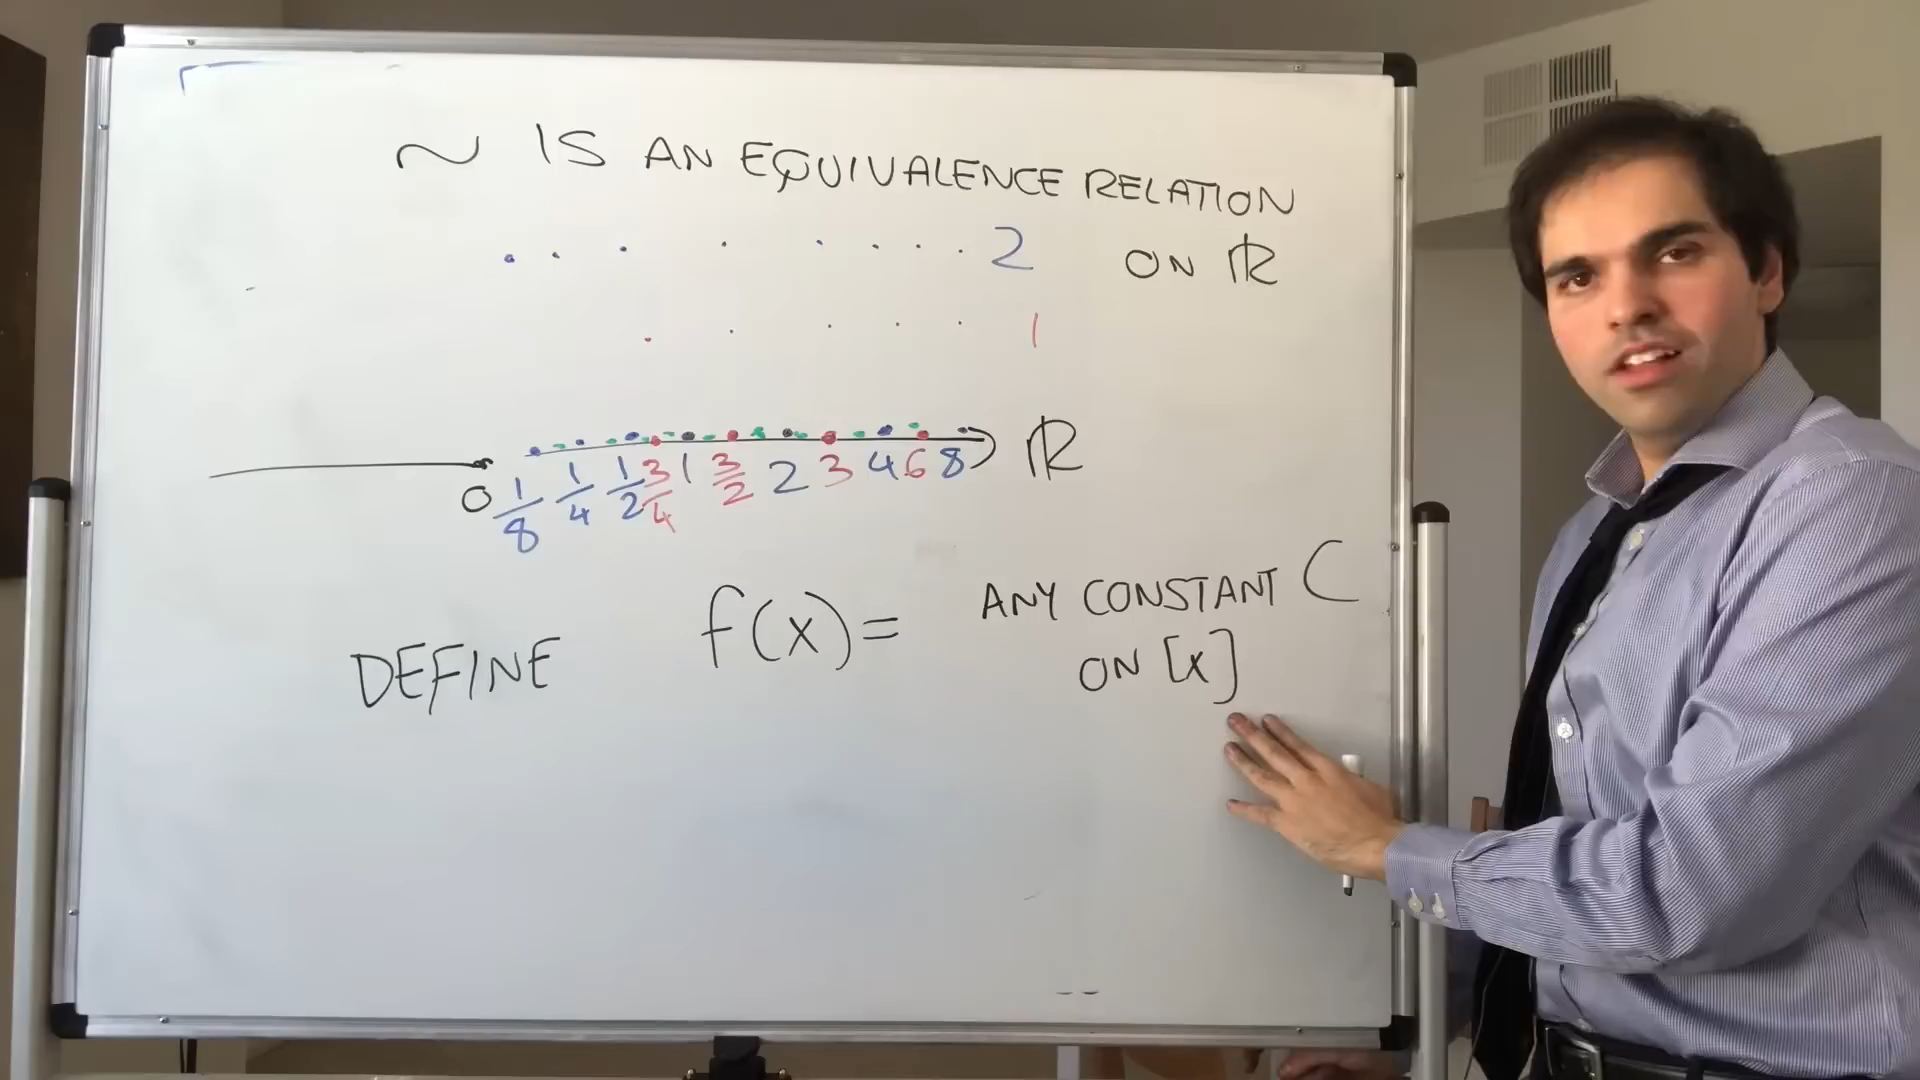 ~ IS AN EQUIVALENCE RELATION
ON ℝ
2
1
ℝ
0 1/8 1/4 1/2 3/4 1 3/2 2 3 4 6 8
DEFINE f(x)= ANY CONSTANT C
ON [x]